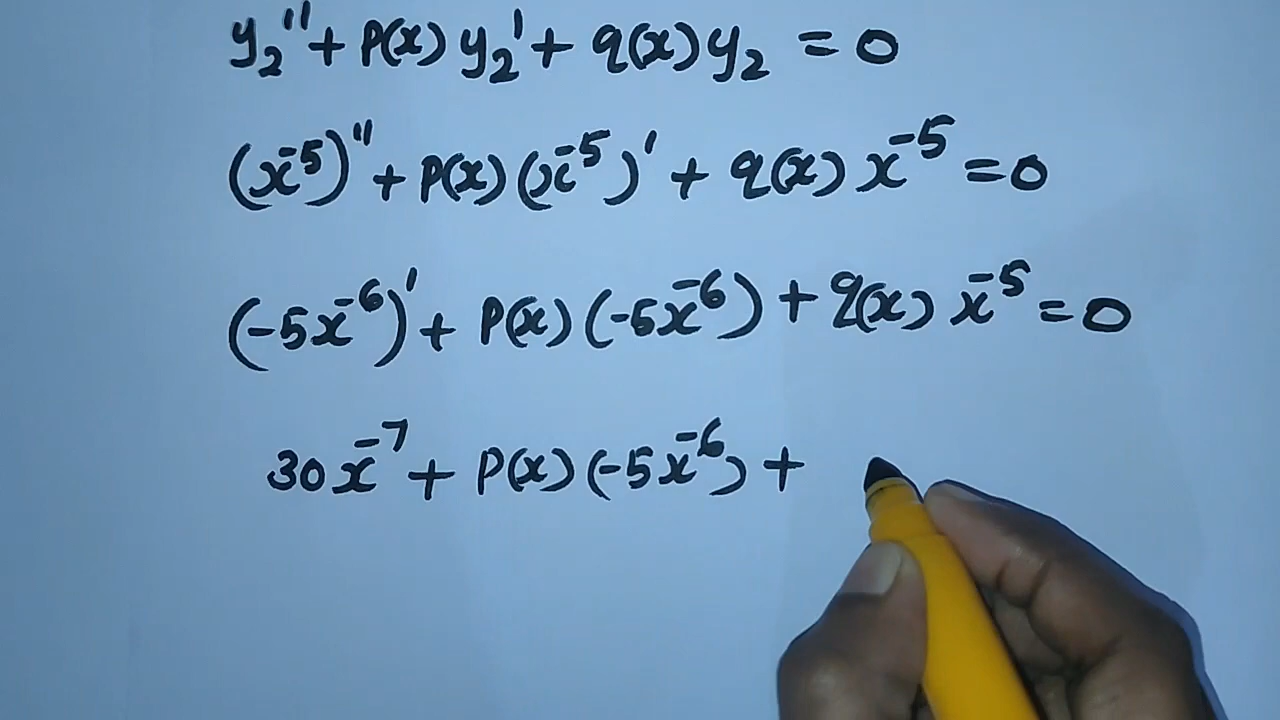 y₂'' + P(x) y₂' + q(x) y₂ = 0
(x⁻⁵)'' + P(x) (x⁻⁵)' + q(x) x⁻⁵ = 0
(-5x⁻⁶)' + P(x) (-5x⁻⁶) + q(x) x⁻⁵ = 0
30x⁻⁷ + P(x) (-5x⁻⁶) +